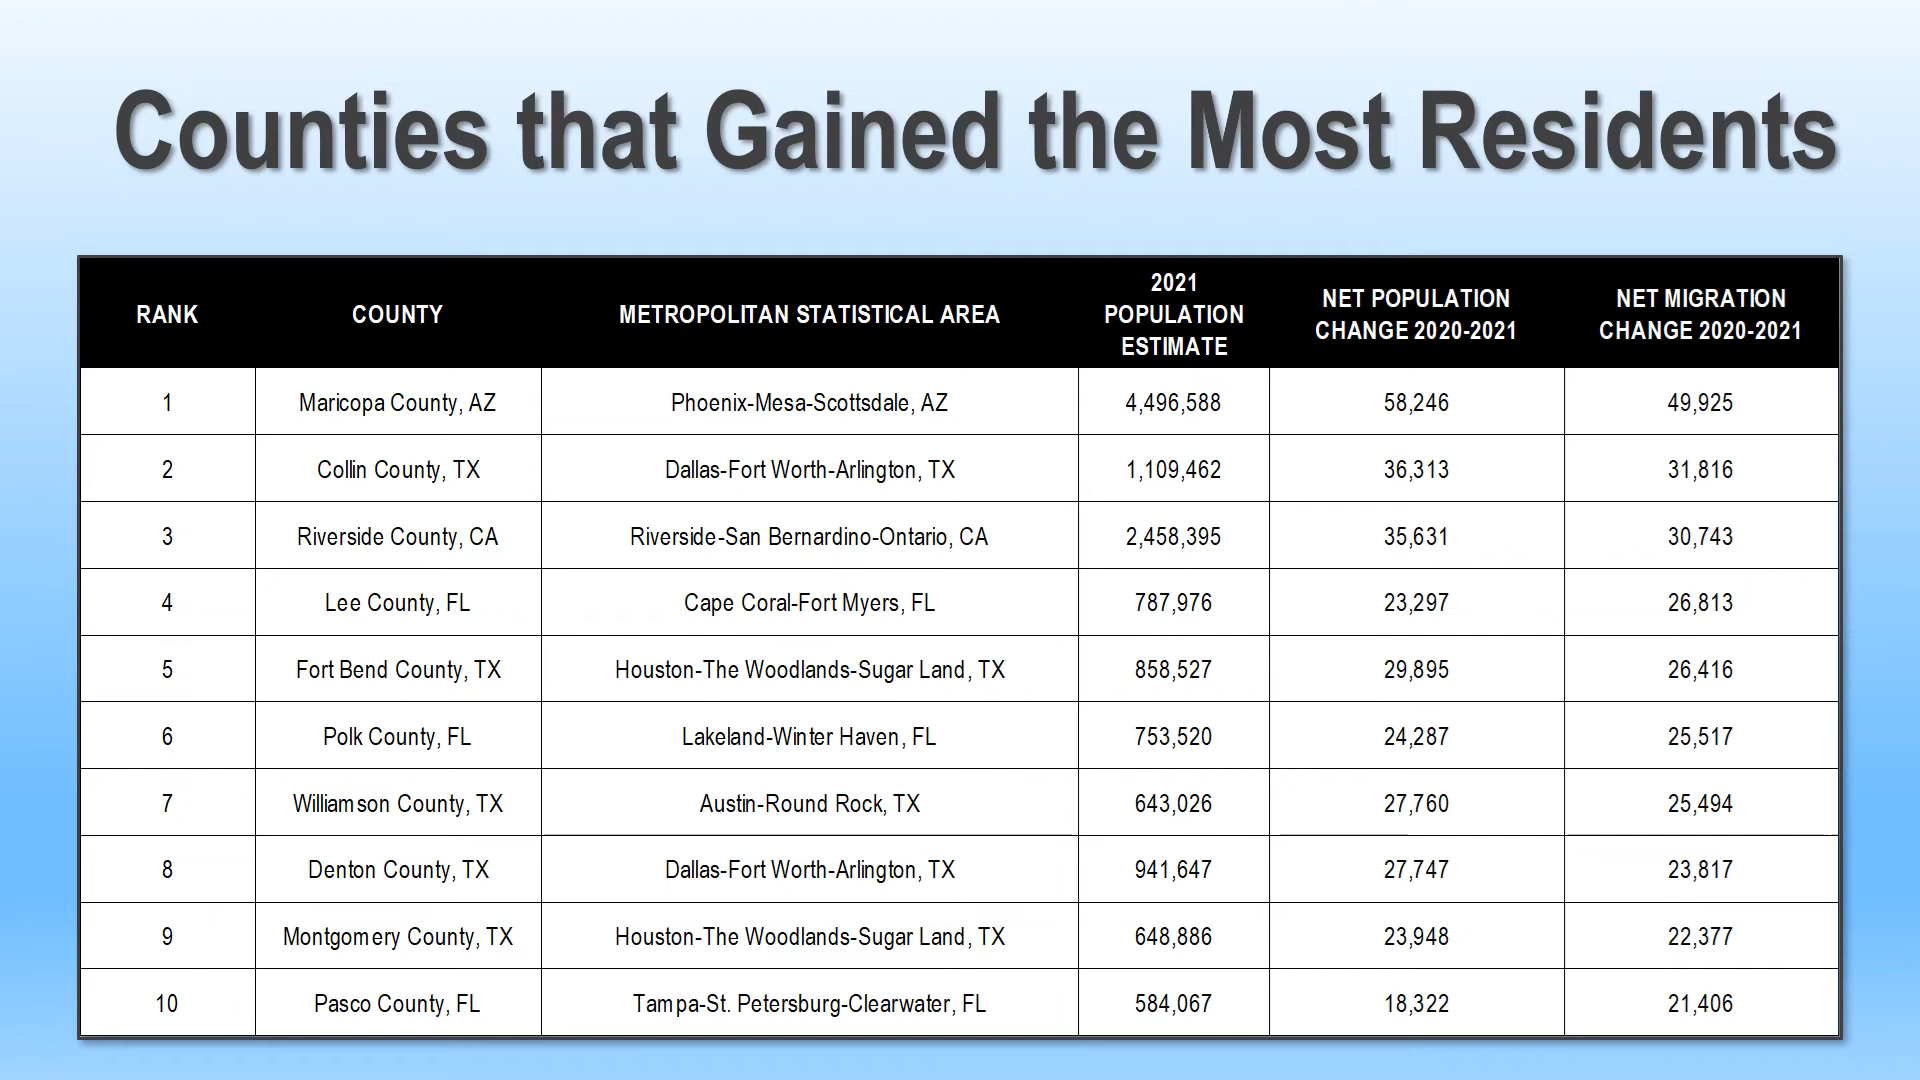 Counties that Gained the Most Residents
RANK COUNTY METROPOLITAN STATISTICAL AREA 2021 POPULATION ESTIMATE NET POPULATION CHANGE 2020-2021 NET MIGRATION CHANGE 2020-2021
1 Maricopa County, AZ Phoenix-Mesa-Scottsdale, AZ 4,496,588 58,246 49,925
2 Collin County, TX Dallas-Fort Worth-Arlington, TX 1,109,462 36,313 31,816
3 Riverside County, CA Riverside-San Bernardino-Ontario, CA 2,458,395 35,631 30,743
4 Lee County, FL Cape Coral-Fort Myers, FL 787,976 23,297 26,813
5 Fort Bend County, TX Houston-The Woodlands-Sugar Land, TX 858,527 29,895 26,416
6 Polk County, FL Lakeland-Winter Haven, FL 753,520 24,287 25,517
7 Williamson County, TX Austin-Round Rock, TX 643,026 27,760 25,494
8 Denton County, TX Dallas-Fort Worth-Arlington, TX 941,647 27,747 23,817
9 Montgomery County, TX Houston-The Woodlands-Sugar Land, TX 648,886 23,948 22,377
10 Pasco County, FL Tampa-St. Petersburg-Clearwater, FL 584,067 18,322 21,406